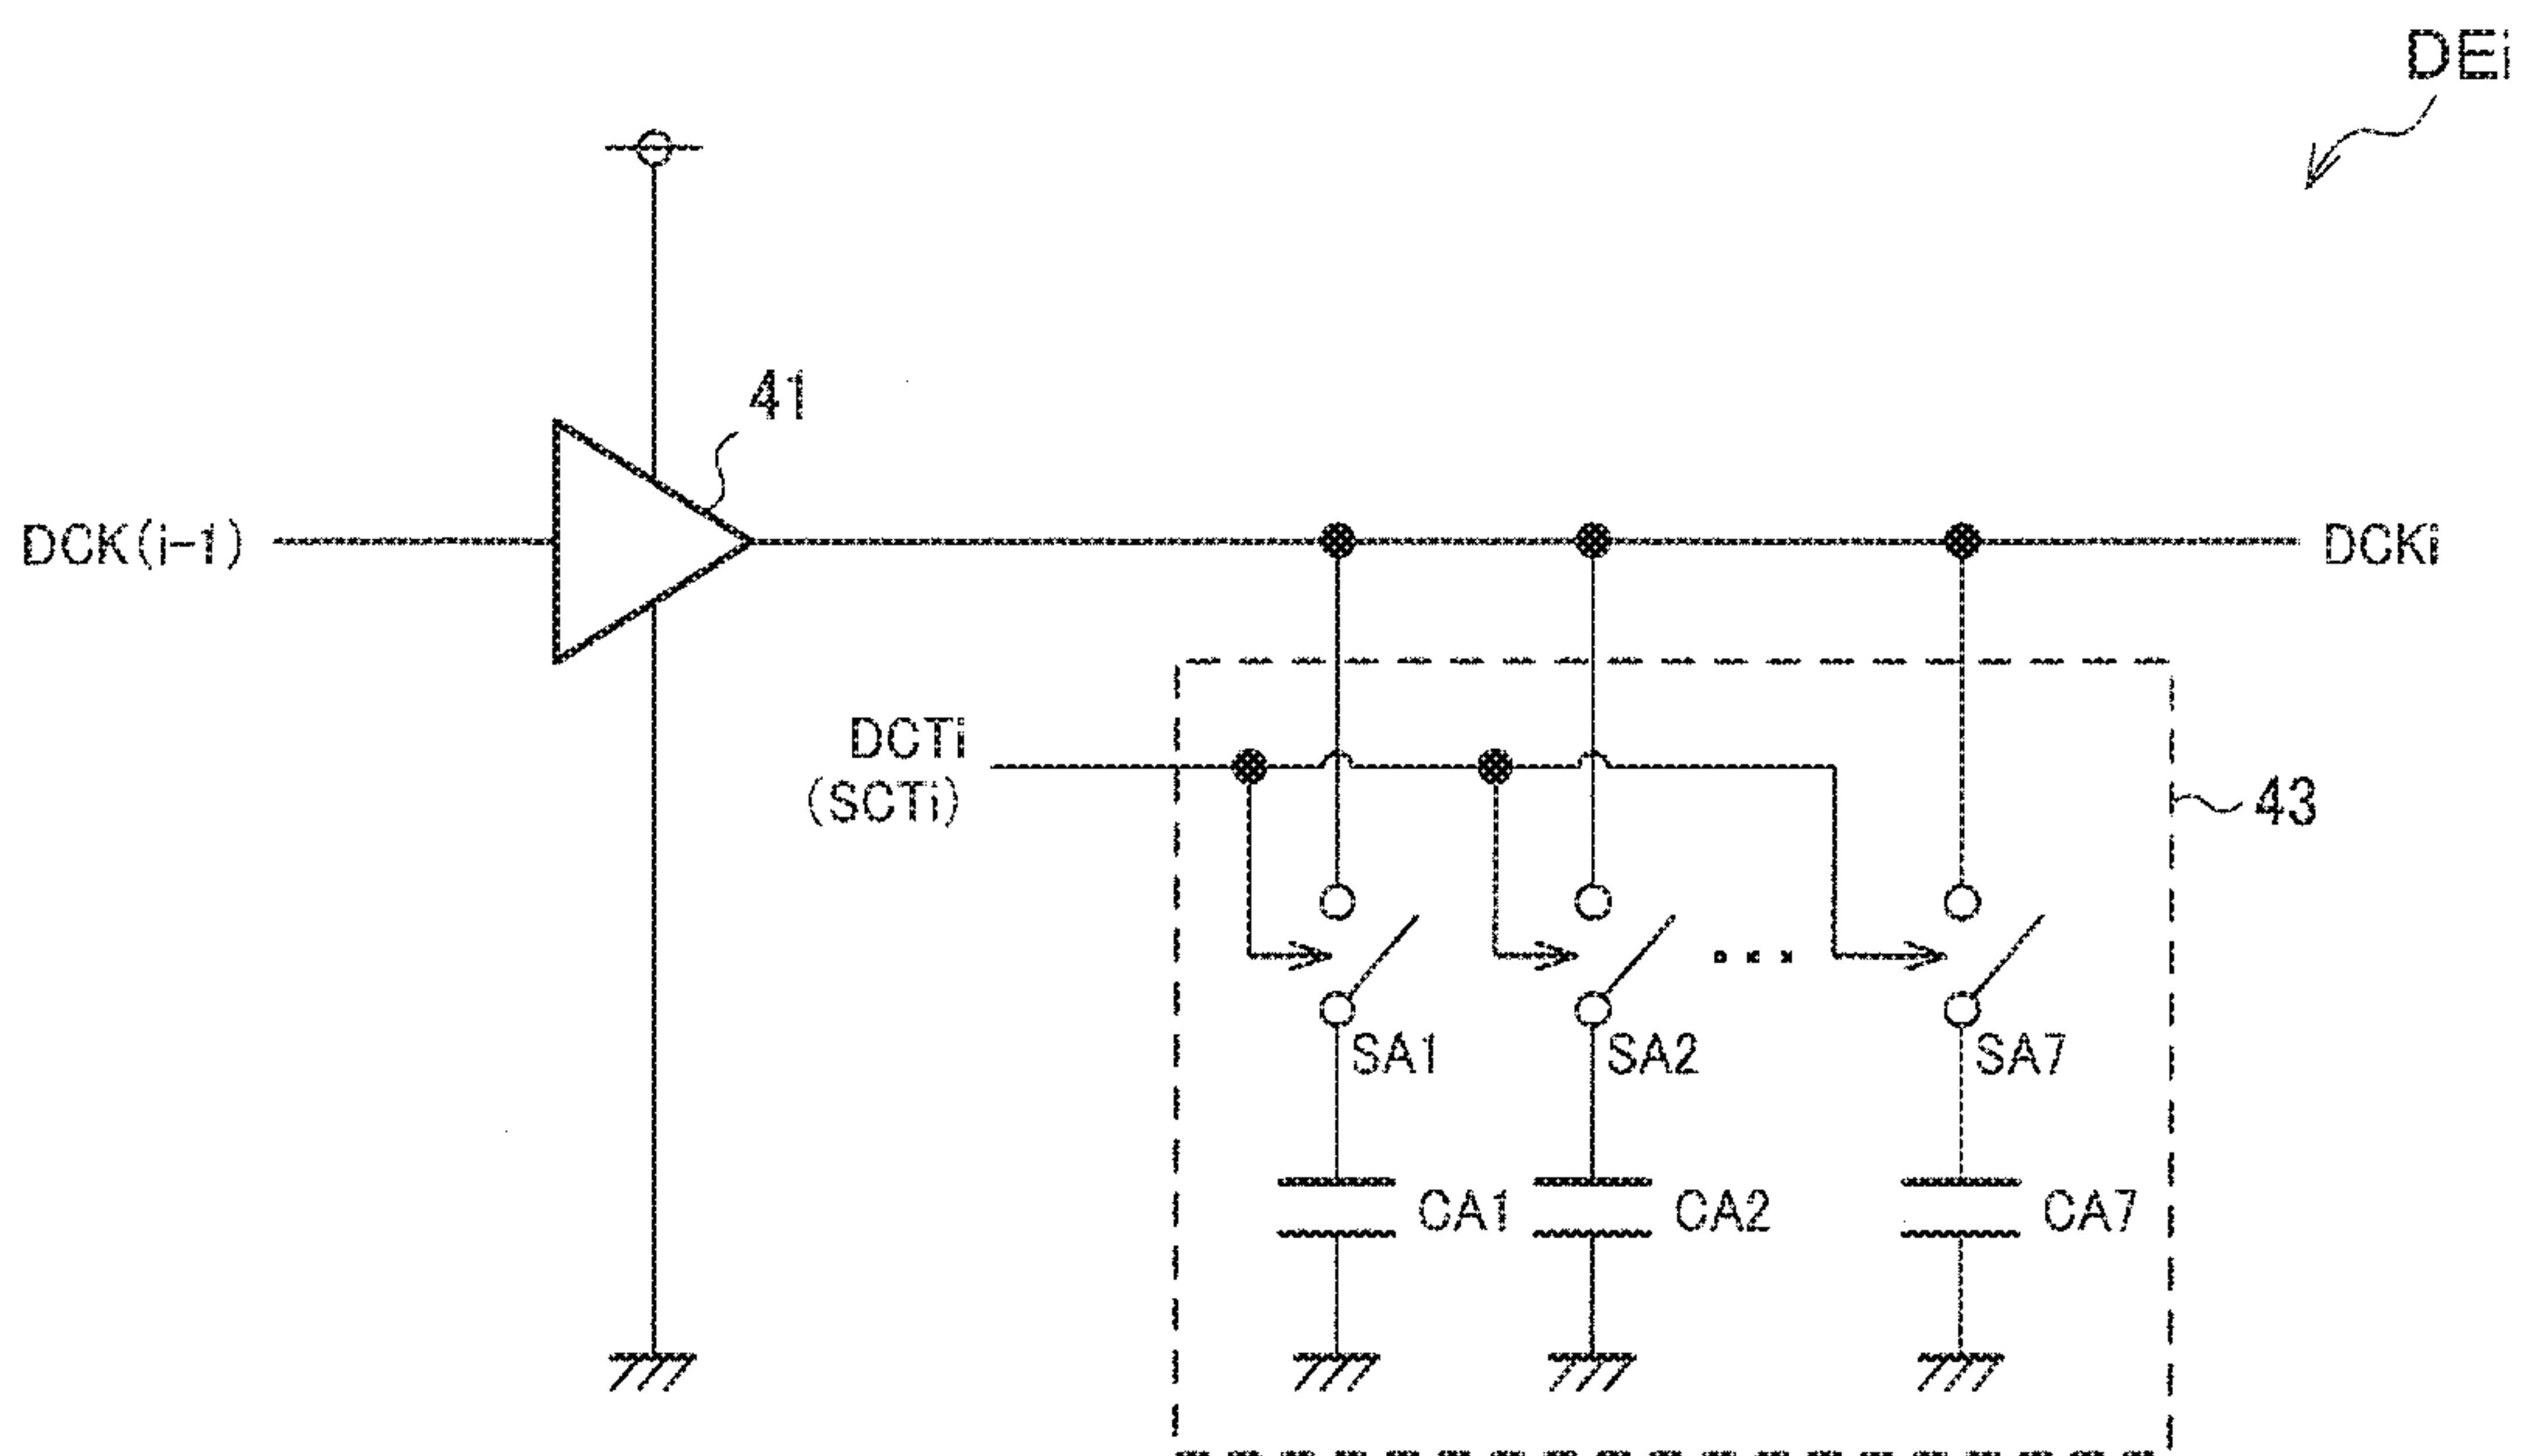 DEi
41
DCK(i-1)
DCKi
DCTi
(SCTi)
43
SA1
SA2
SA7
CA1
CA2
CA7